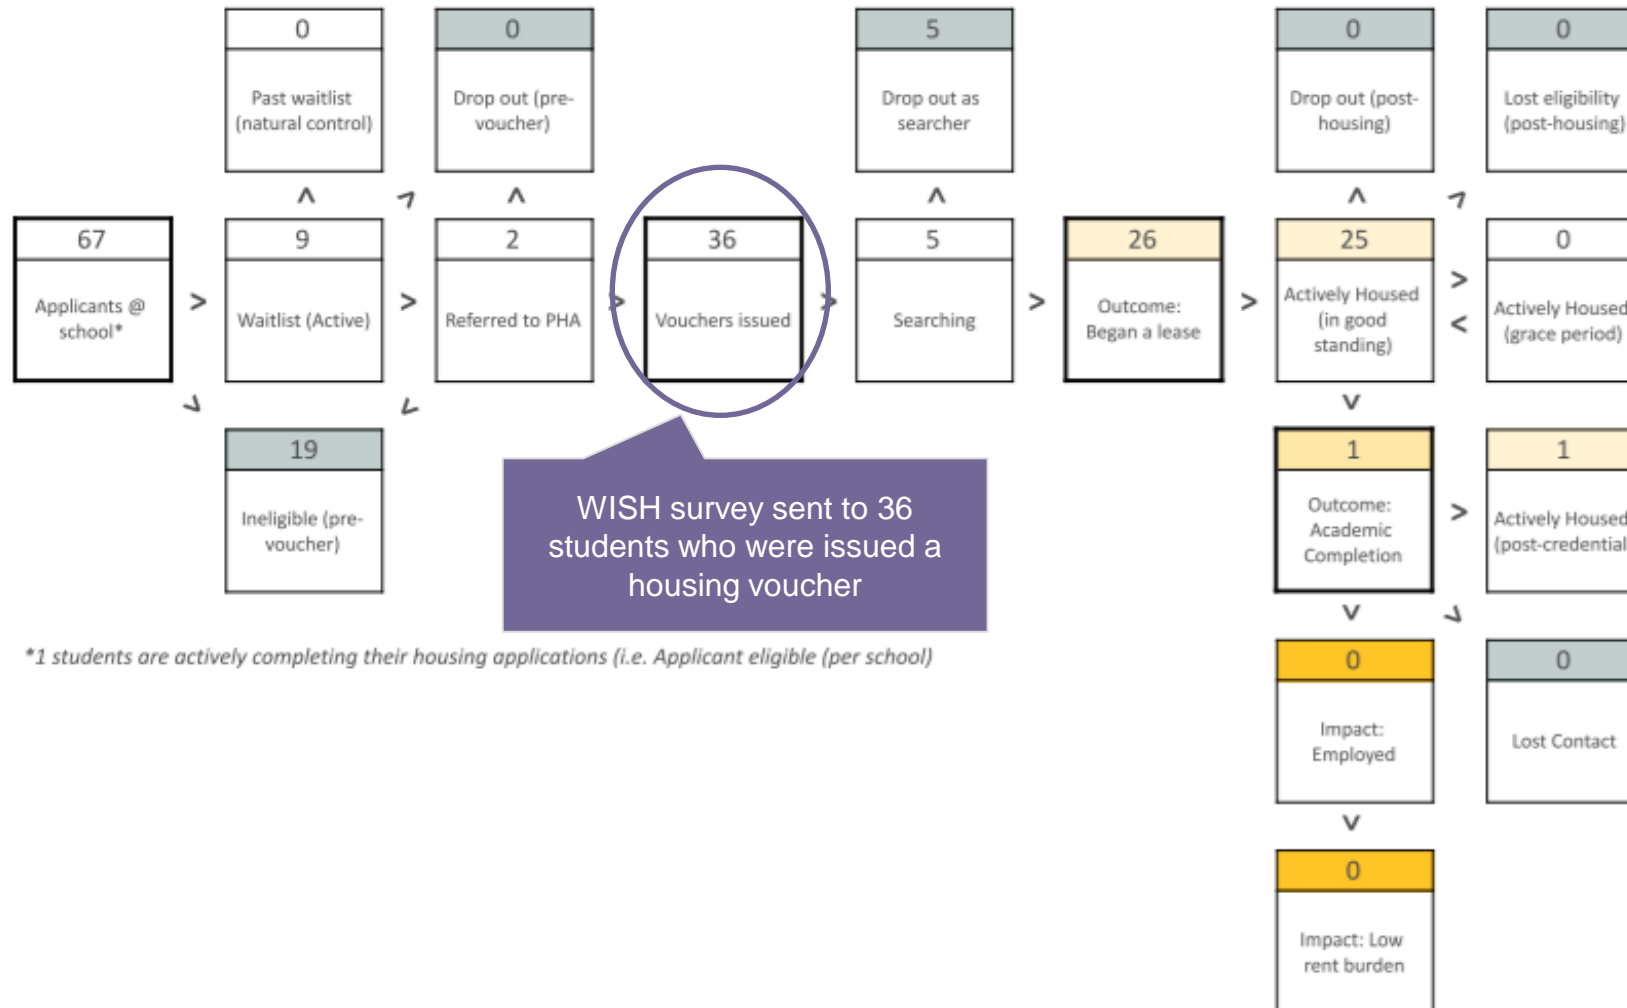 0
Past waitlist
(natural control)
0
Drop out (pre-
voucher)
5
Drop out as
searcher
0
Drop out (post-
housing)
0
Lost eligibility
(post-housing)
67
Applicants @
school*
>
9
Waitlist (Active)
>
2
Referred to PHA
>
36
Vouchers issued
>
5
Searching
>
26
Outcome:
Began a lease
>
25
Actively Housed
(in good
standing)
>
<
0
Actively Housed
(grace period)
19
Ineligible (pre-
voucher)
WISH survey sent to 36
students who were issued a
housing voucher
1
Outcome:
Academic
Completion
>
1
Actively Housed
(post-credential
*1 students are actively completing their housing applications (i.e. Applicant eligible (per school)
0
Impact:
Employed
0
Lost Contact
0
Impact: Low
rent burden